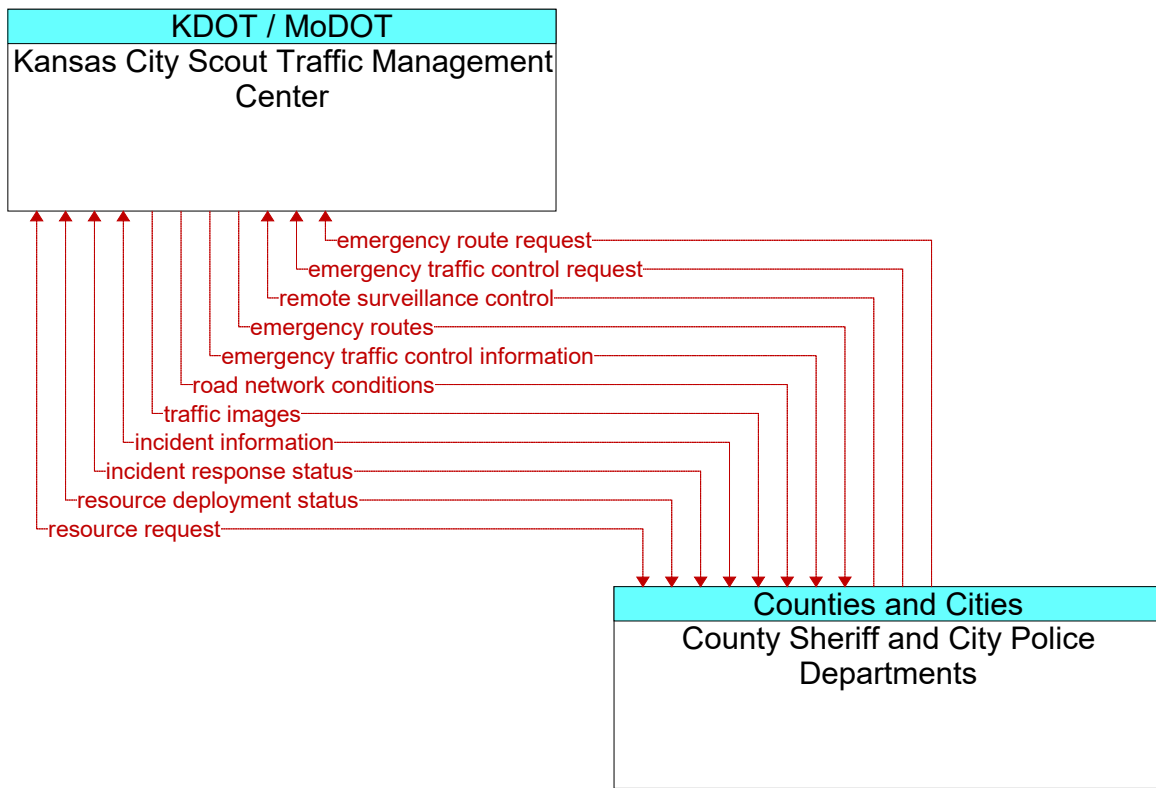 KDOT / MoDOT
Kansas City Scout Traffic Management
Center
emergency route request
emergency traffic control request
remote surveillance control
emergency routes
emergency traffic control information
road network conditions
traffic images
incident information
incident response status
resource deployment status
resource request
Counties and Cities
County Sheriff and City Police
Departments